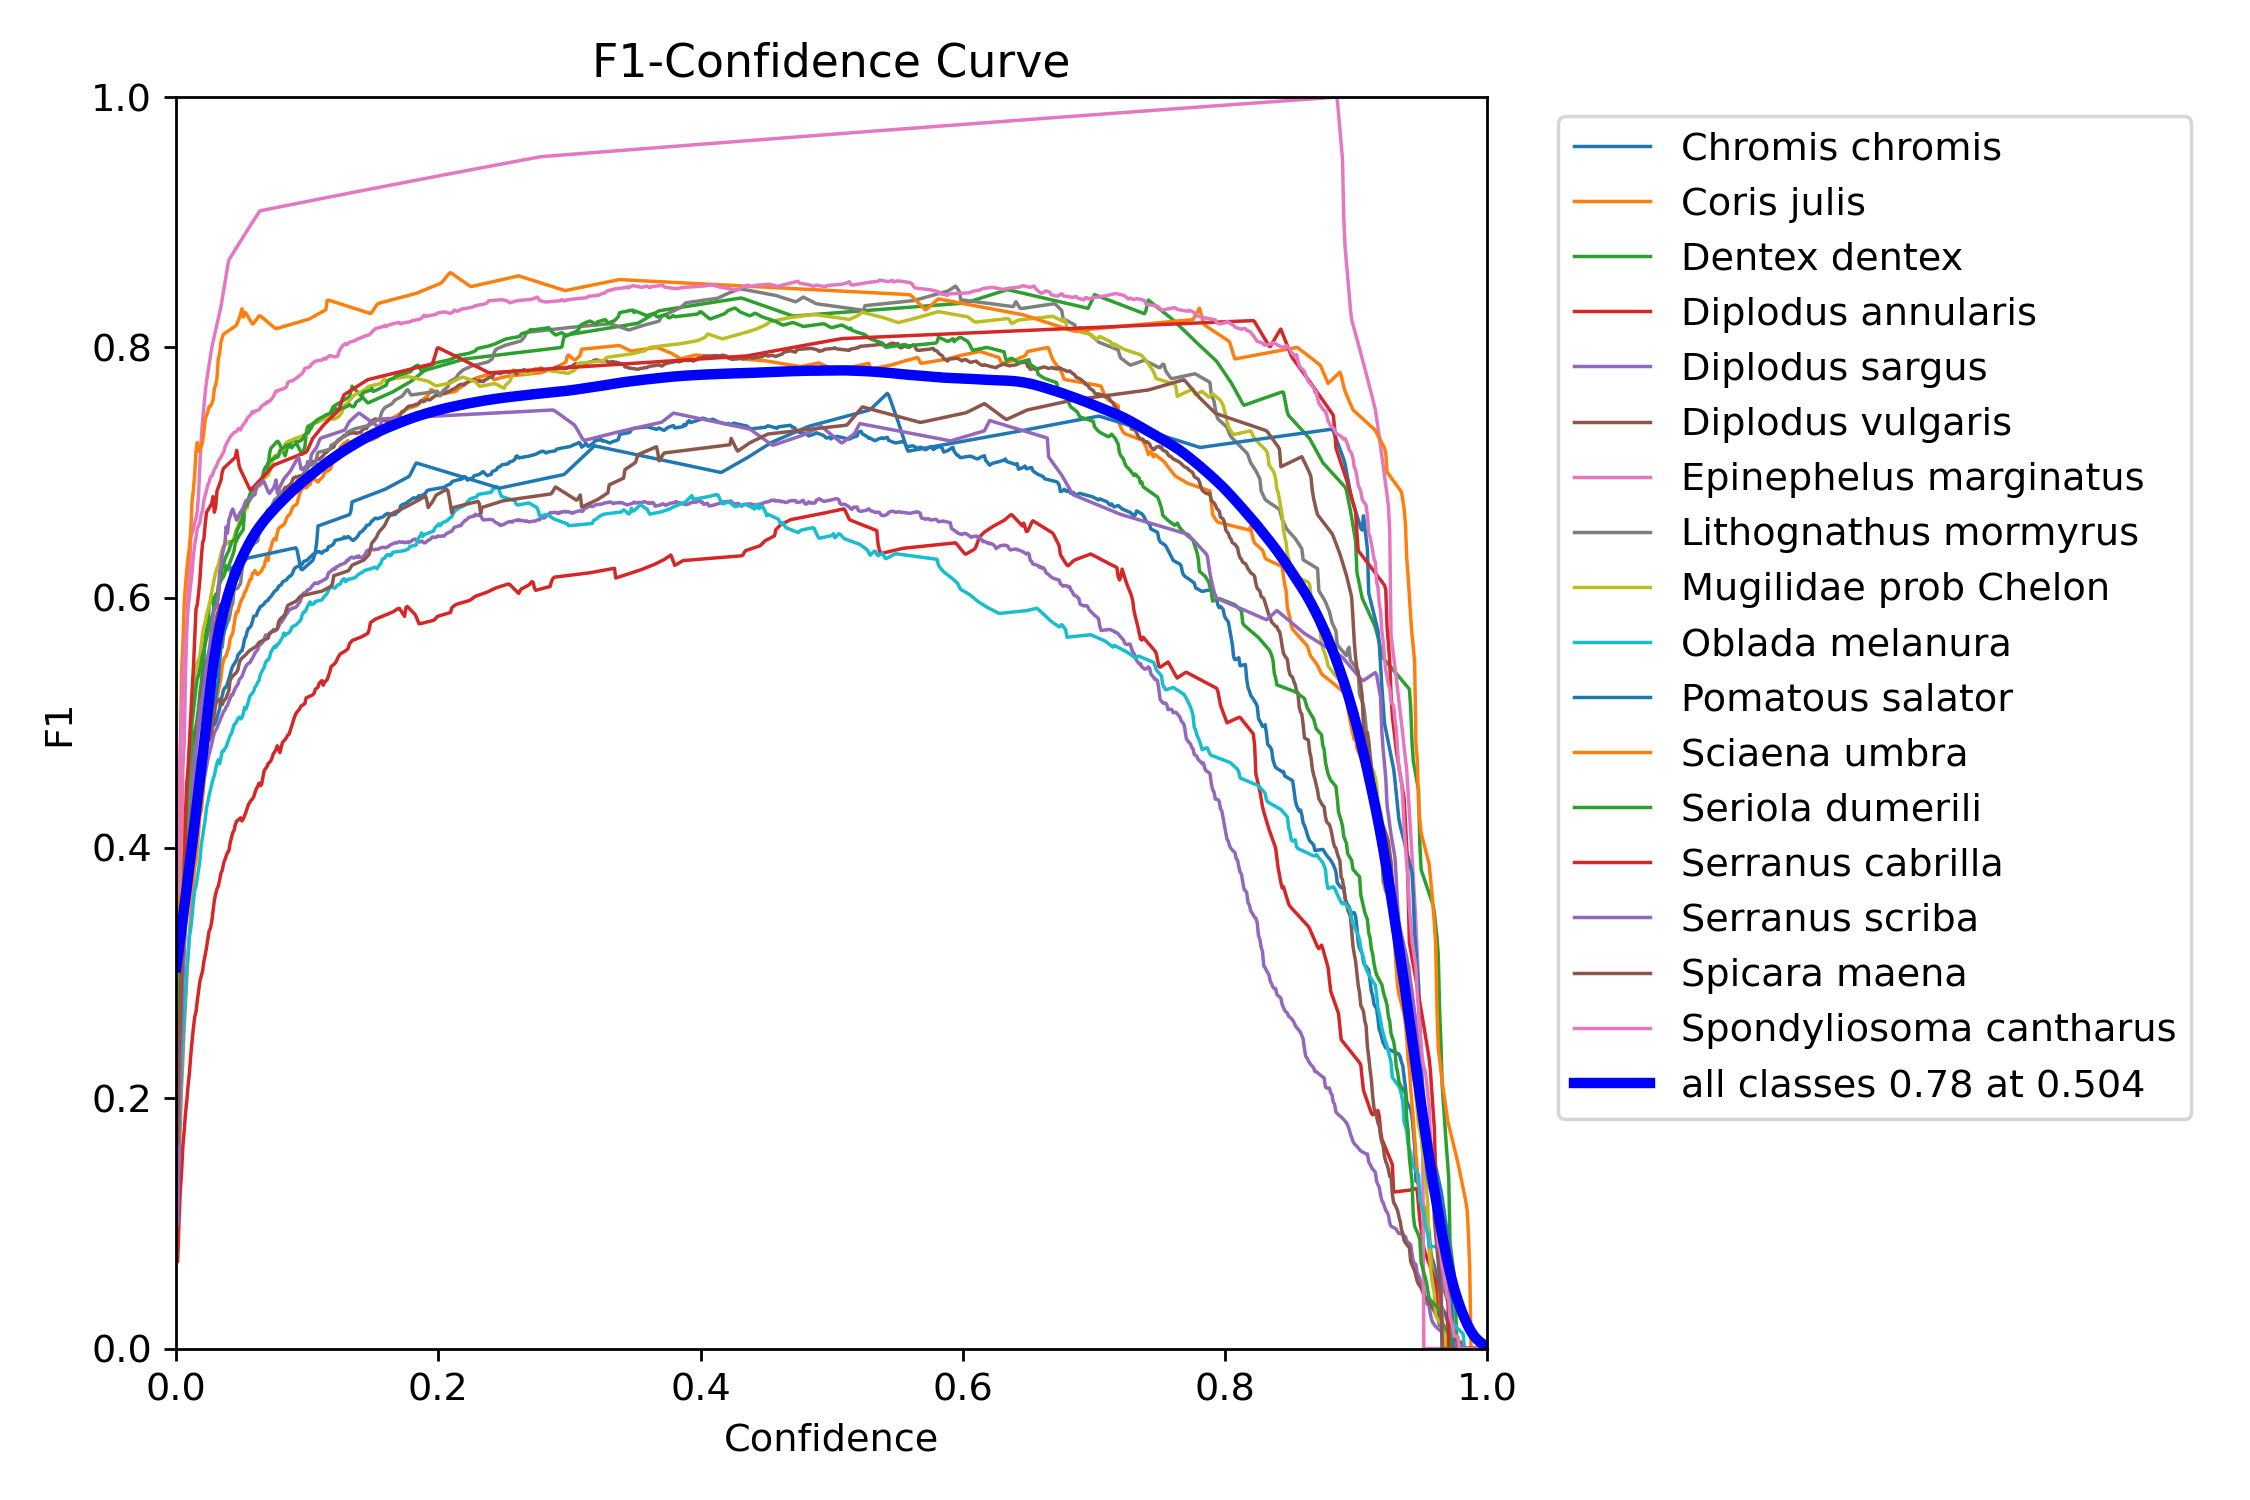 F1-Confidence Curve
1.0
0.8
0.6
0.4
0.2
0.0
F1
0.0 0.2 0.4 0.6 0.8 1.0
Confidence
Chromis chromis
Coris julis
Dentex dentex
Diplodus annularis
Diplodus sargus
Diplodus vulgaris
Epinephelus marginatus
Lithognathus mormyrus
Mugilidae prob Chelon
Oblada melanura
Pomatous salator
Sciaena umbra
Seriola dumerili
Serranus cabrilla
Serranus scriba
Spicara maena
Spondyliosoma cantharus
all classes 0.78 at 0.504